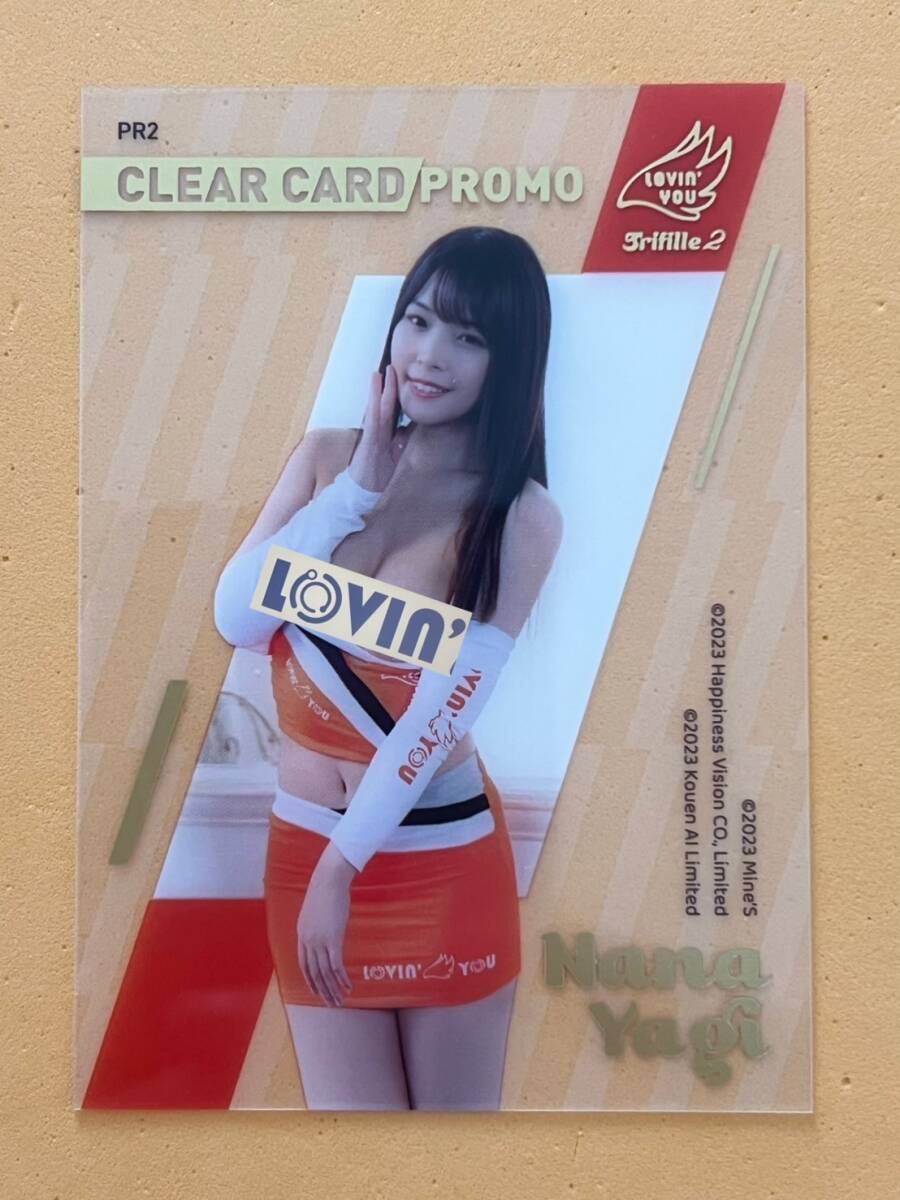 PR2
CLEAR CARD/PROMO
LOVIN'
YOU
Trifille 2
LOVIN'
YOU
LOVIN'
YOU
LOVIN' YOU
©2023 Mine'S
©2023 Happiness Vision CO., Limited
©2023 Kouen AI Limited
Nana
Yagi